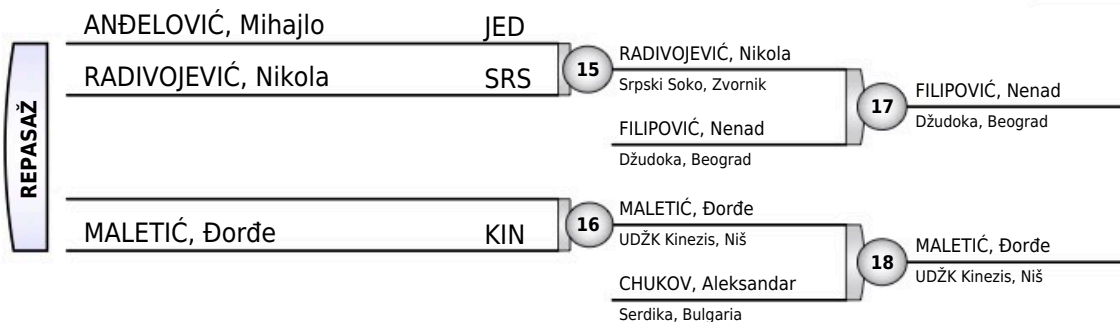 REPASAŽ
ANĐELOVIĆ, Mihajlo JED
RADIVOJEVIĆ, Nikola SRS
15
RADIVOJEVIĆ, Nikola
Srpski Soko, Zvornik
FILIPOVIĆ, Nenad
Džudoka, Beograd
17
FILIPOVIĆ, Nenad
Džudoka, Beograd
MALETIĆ, Đorđe KIN
16
MALETIĆ, Đorđe
UDŽK Kinezis, Niš
CHUKOV, Aleksandar
Serdika, Bulgaria
18
MALETIĆ, Đorđe
UDŽK Kinezis, Niš